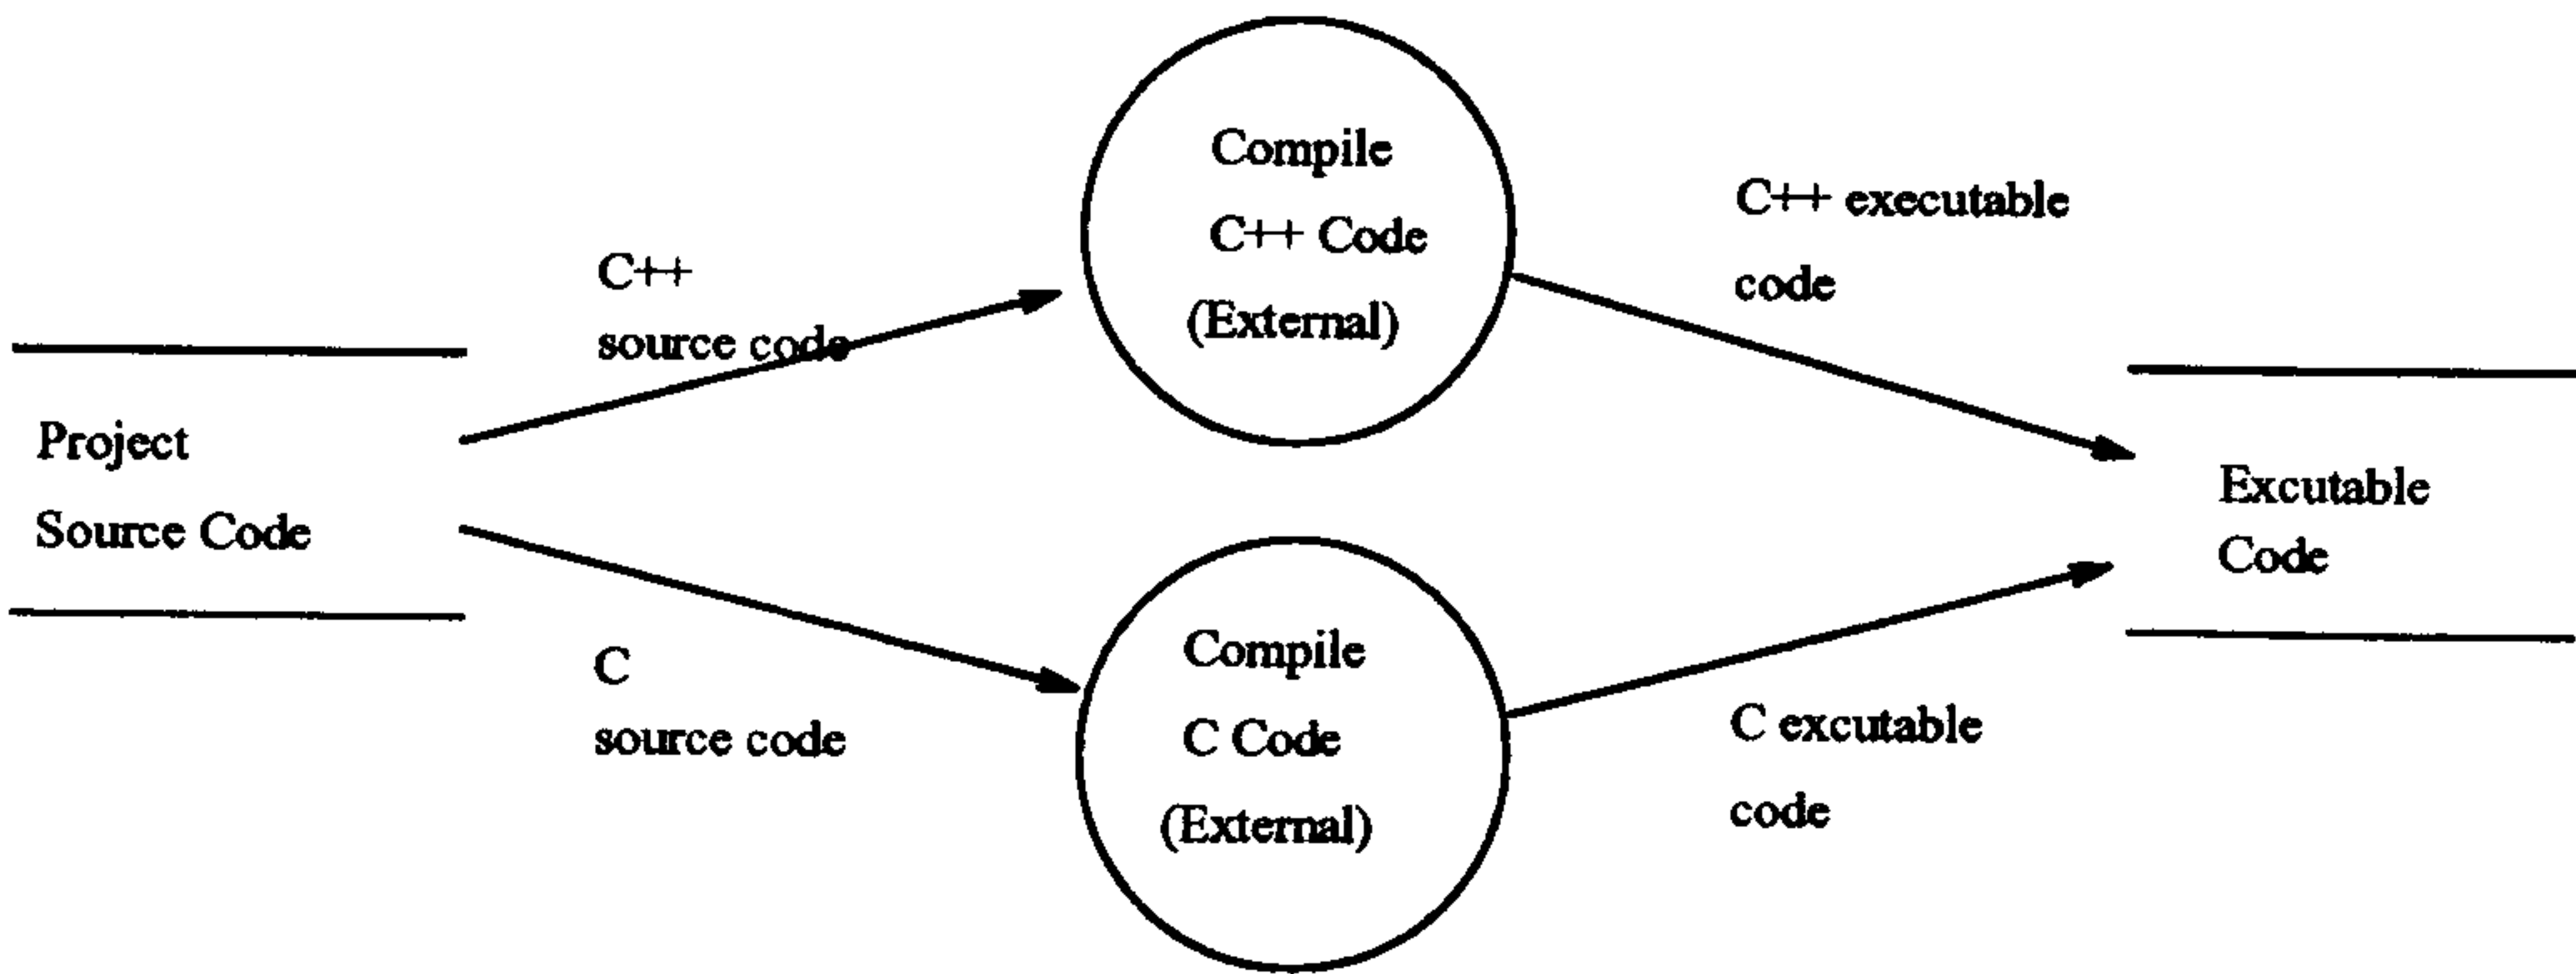 Project
Source Code
C++
source code
C
source code
Compile
C++ Code
(External)
Compile
C Code
(External)
C++ executable
code
C excutable
code
Excutable
Code